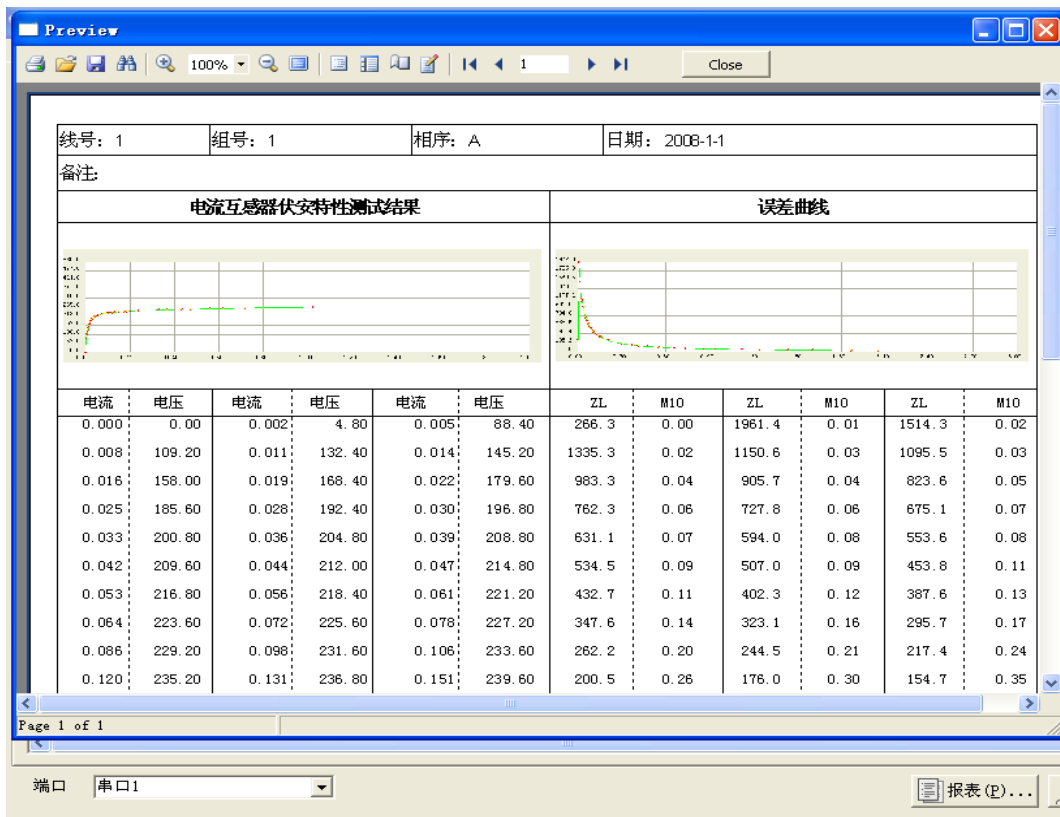 Preview
100% 1 Close
线号: 1 组号: 1 相序: A 日期: 2008-1-1
备注:
电流互感器伏安特性测试结果 误差曲线
电流 电压 电流 电压 电流 电压 ZL M10 ZL M10 ZL M10
0.000 0.00 0.002 4.80 0.005 88.40 266.3 0.00 1961.4 0.01 1514.3 0.02
0.008 109.20 0.011 132.40 0.014 145.20 1335.3 0.02 1150.6 0.03 1095.5 0.03
0.016 158.00 0.019 168.40 0.022 179.60 983.3 0.04 905.7 0.04 823.6 0.05
0.025 185.60 0.028 192.40 0.030 196.80 762.3 0.06 727.8 0.06 675.1 0.07
0.033 200.80 0.036 204.80 0.039 208.80 631.1 0.07 594.0 0.08 553.6 0.08
0.042 209.60 0.044 212.00 0.047 214.80 534.5 0.09 507.0 0.09 453.8 0.11
0.053 216.80 0.056 218.40 0.061 221.20 432.7 0.11 402.3 0.12 387.6 0.13
0.064 223.60 0.072 225.60 0.078 227.20 347.6 0.14 323.1 0.16 295.7 0.17
0.086 229.20 0.098 231.60 0.106 233.60 262.2 0.20 244.5 0.21 217.4 0.24
0.120 235.20 0.131 236.80 0.151 239.60 200.5 0.26 176.0 0.30 154.7 0.35
Page 1 of 1
端口 串口1 报表(P)...